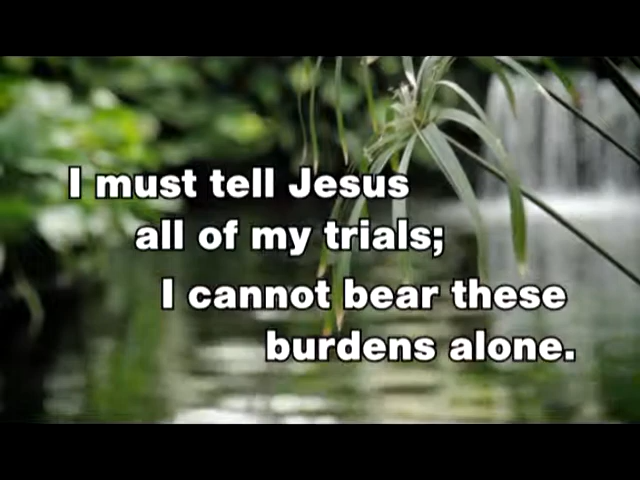 I must tell Jesus
all of my trials;
I cannot bear these
burdens alone.